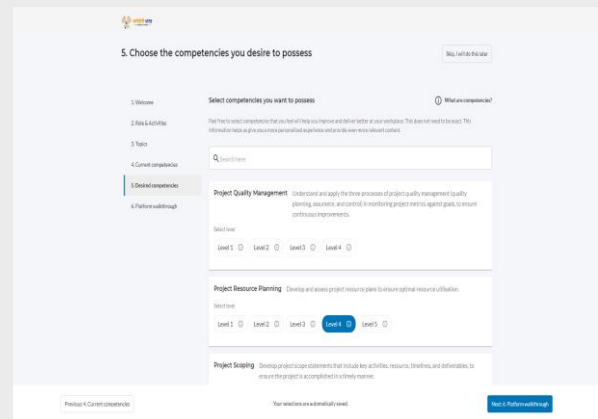 5. Choose the competencies you desire to possess
Skip, I will do this later
1. Welcome
2. Role & Activities
3. Topics
4. Current competencies
5. Desired competencies
6. Platform walkthrough
Select competencies you want to possess
What are competencies?
Feel free to select competencies that you feel will help you improve and deliver better at your workplace. This does not need to be exact. This
information helps us give you a more personalized experience and provide even more relevant content.
Search here
Project Quality Management Understand and apply the three processes of project quality management (quality
planning, assurance, and control) in monitoring project metrics against goals, to ensure
continuous improvements.
Select level
Level 1 Level 2 Level 3 Level 4
Project Resource Planning Develop and assess project resource plans to ensure optimal resource utilisation.
Select level
Level 1 Level 2 Level 3 Level 4 Level 5
Project Scoping Develop project scope statements that include key activities, resource, timelines, and deliverables, to
ensure the project is accomplished in a timely manner.
Previous: 4. Current competencies
Your selections are automatically saved.
Next: 6. Platform walkthrough